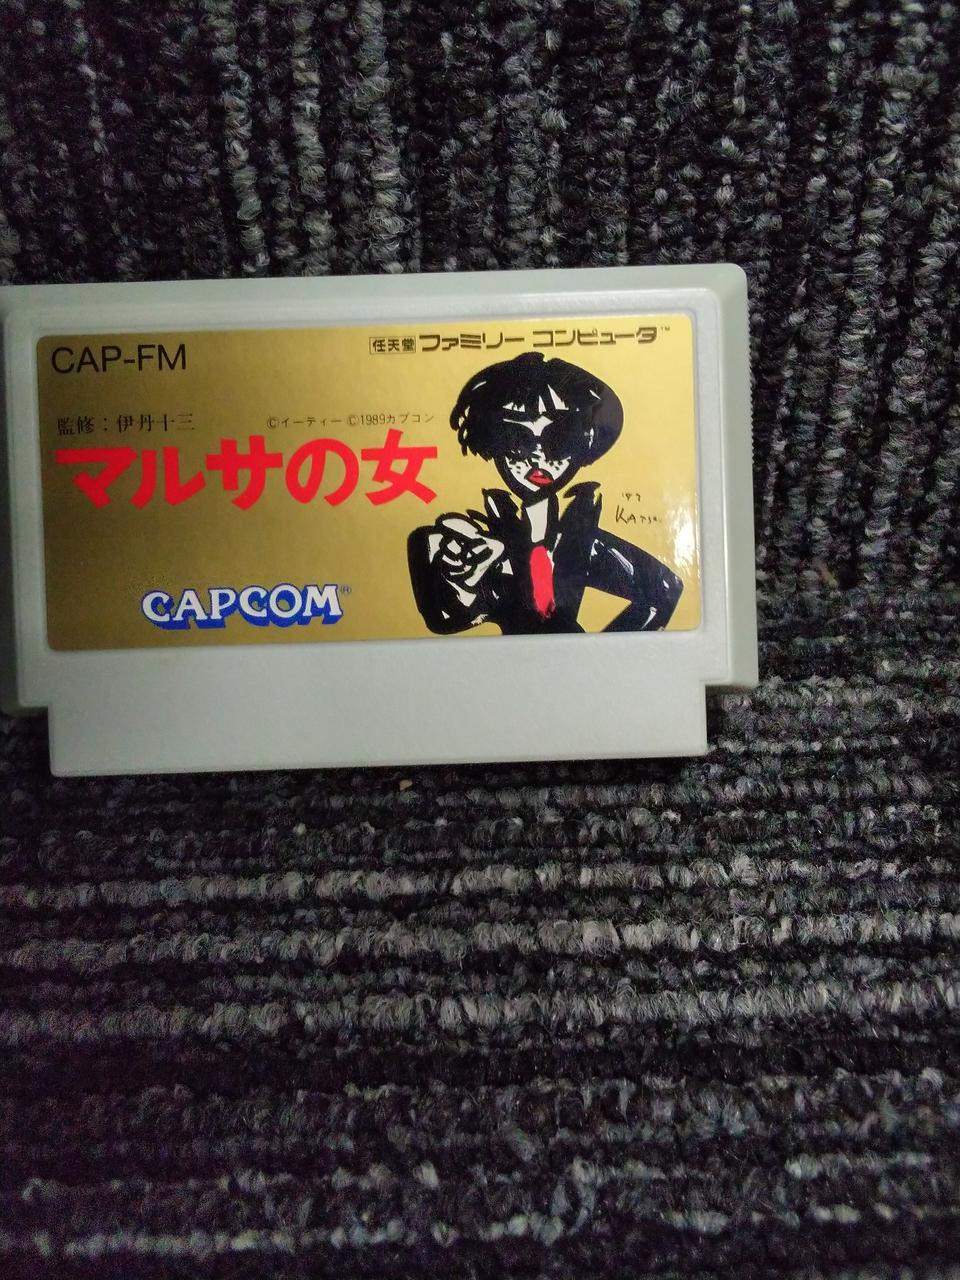 CAP-FM
任天堂 ファミリー コンピュータ™
監修：伊丹十三
©イーティー ©1989カプコン
マルサの女
CAPCOM®
'87